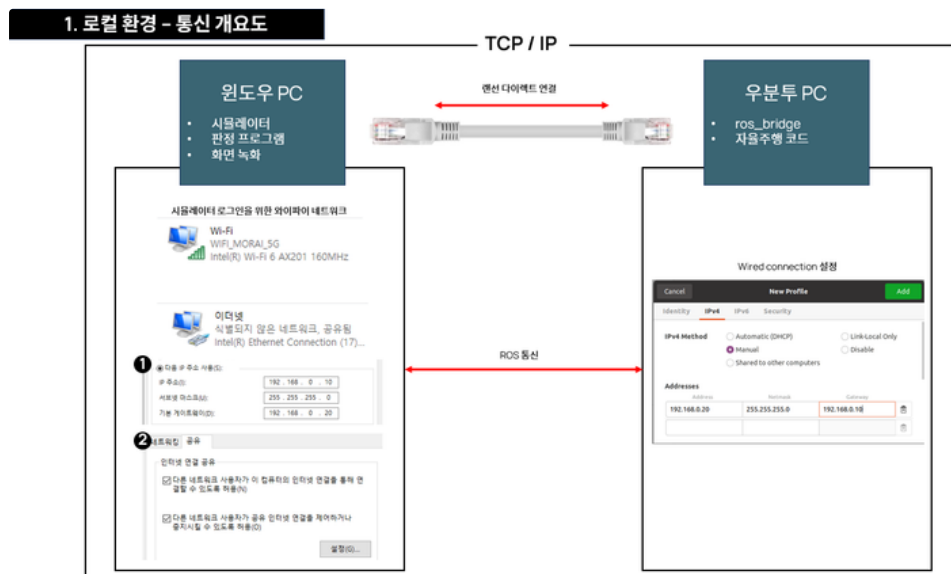 1. 로컬 환경 - 통신 개요도
TCP / IP
윈도우 PC
• 시뮬레이터
• 판정 프로그램
• 화면 녹화
랜선 다이렉트 연결
우분투 PC
• ros_bridge
• 자율주행 코드
시뮬레이터 로그인을 위한 와이파이 네트워크
Wi-Fi
WIFI_MORAI_5G
Intel(R) Wi-Fi 6 AX201 160MHz
이더넷
식별되지 않은 네트워크, 공유됨
Intel(R) Ethernet Connection (17)...
1
다음 IP 주소 사용(S):
IP 주소(I): 192 . 168 . 0 . 10
서브넷 마스크(U): 255 . 255 . 255 . 0
기본 게이트웨이(D): 192 . 168 . 0 . 20
2
네트워킹 공유
인터넷 연결 공유
다른 네트워크 사용자가 이 컴퓨터의 인터넷 연결을 통해 연
결할 수 있도록 허용(N)
다른 네트워크 사용자가 공유 인터넷 연결을 제어하거나
중지시킬 수 있도록 허용(O)
설정(G)...
ROS 통신
Wired connection 설정
Cancel New Profile Add
Identity IPv4 IPv6 Security
IPv4 Method Automatic (DHCP) Link-Local Only
Manual Disable
Shared to other computers
Addresses
Address Netmask Gateway
192.168.0.20 255.255.255.0 192.168.0.10